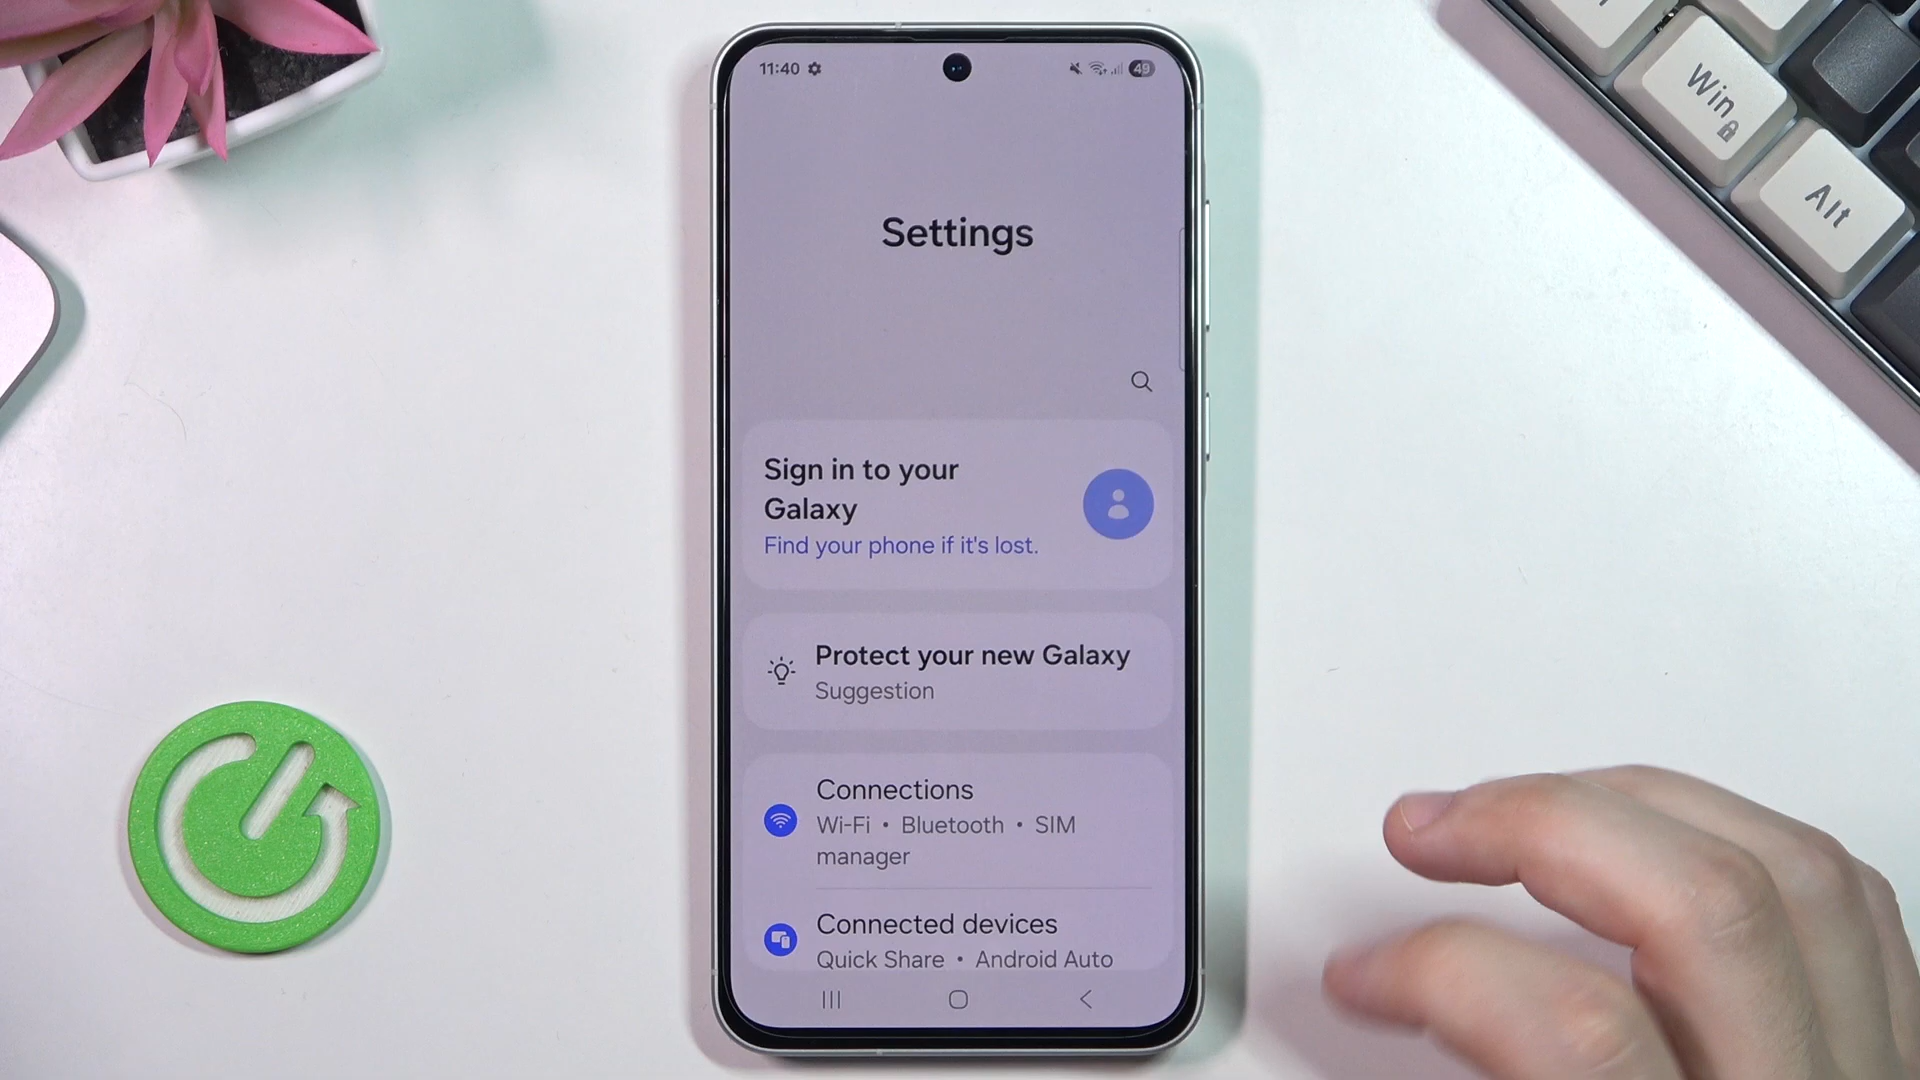 11:40
49
Settings
Sign in to your
Galaxy
Find your phone if it's lost.
Protect your new Galaxy
Suggestion
Connections
Wi-Fi • Bluetooth • SIM
manager
Connected devices
Quick Share • Android Auto
Win
Alt